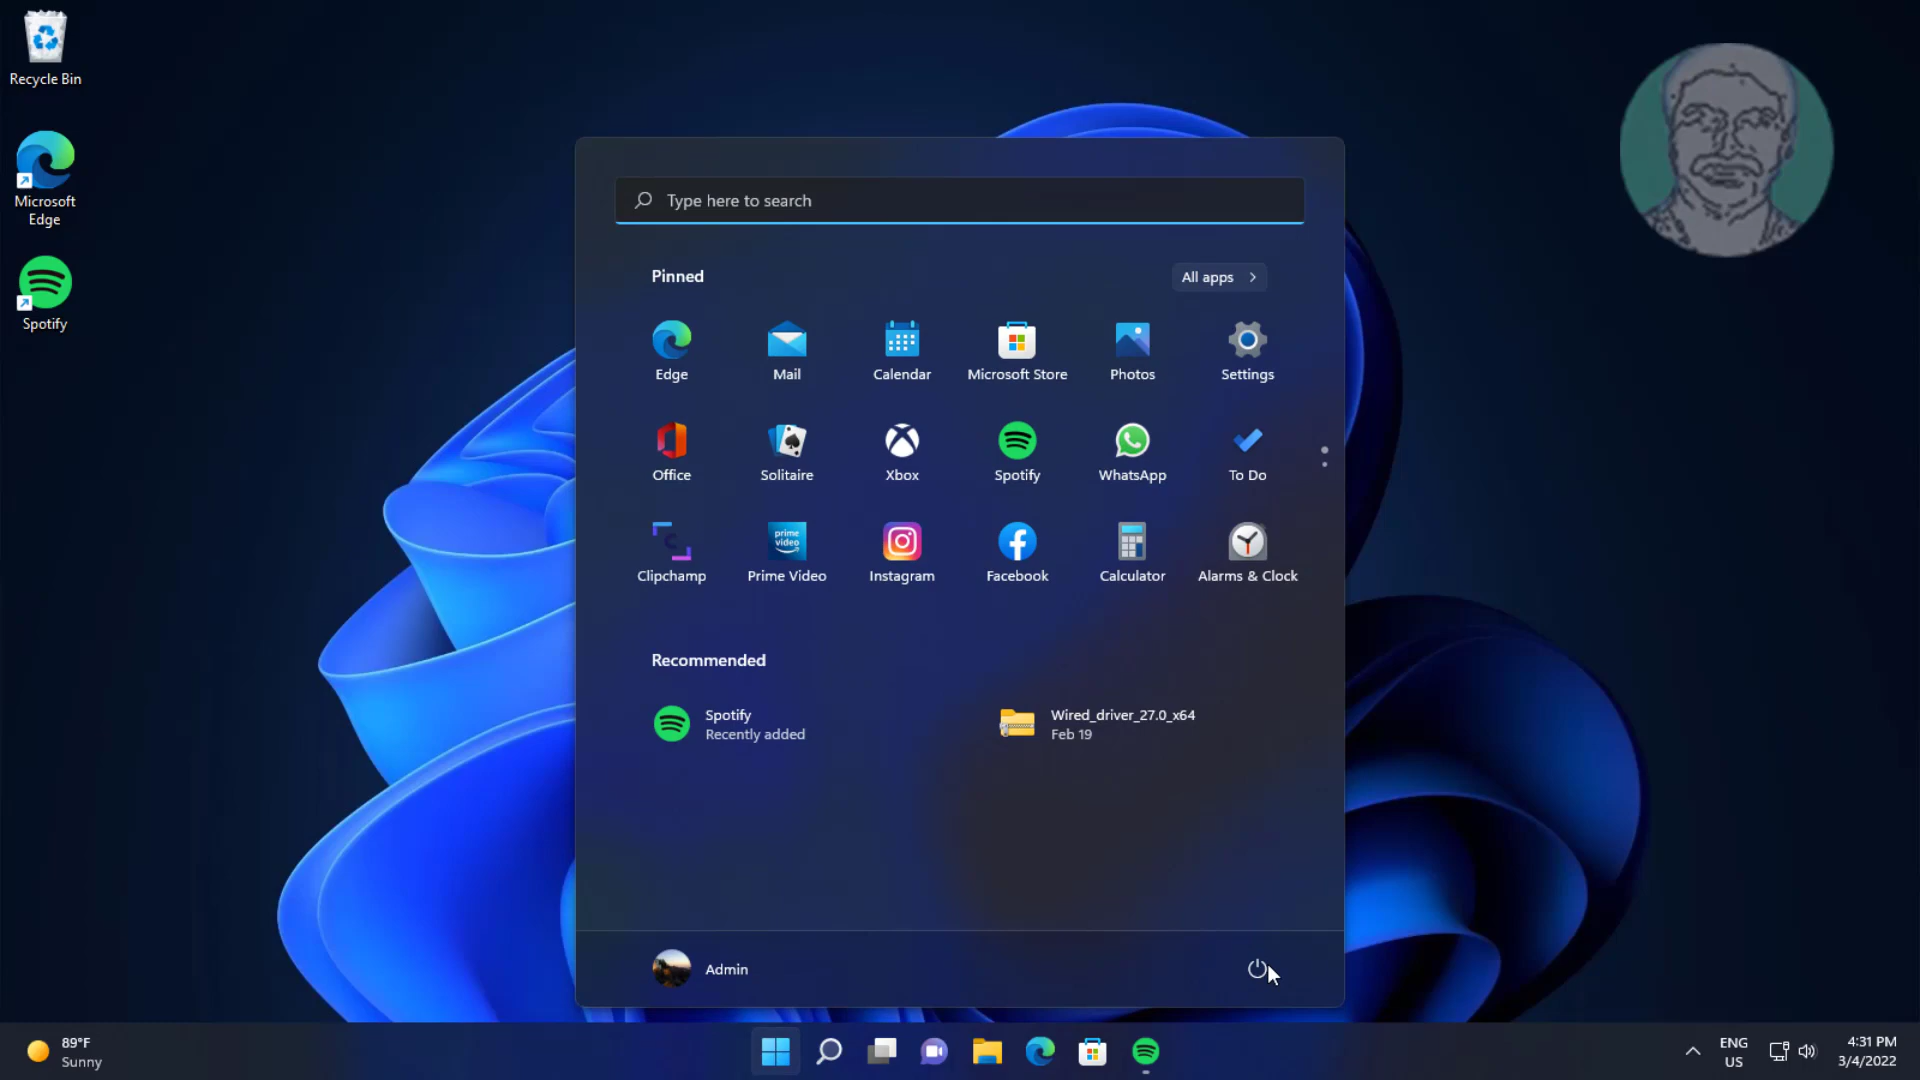 Recycle Bin
Microsoft
Edge
Spotify
Type here to search
Pinned
All apps
Edge
Mail
Calendar
Microsoft Store
Photos
Settings
Office
Solitaire
Xbox
Spotify
WhatsApp
To Do
prime
video
Clipchamp
Prime Video
Instagram
Facebook
Calculator
Alarms & Clock
Recommended
Spotify
Recently added
Wired_driver_27.0_x64
Feb 19
Admin
89°F
Sunny
ENG
US
4:31 PM
3/4/2022